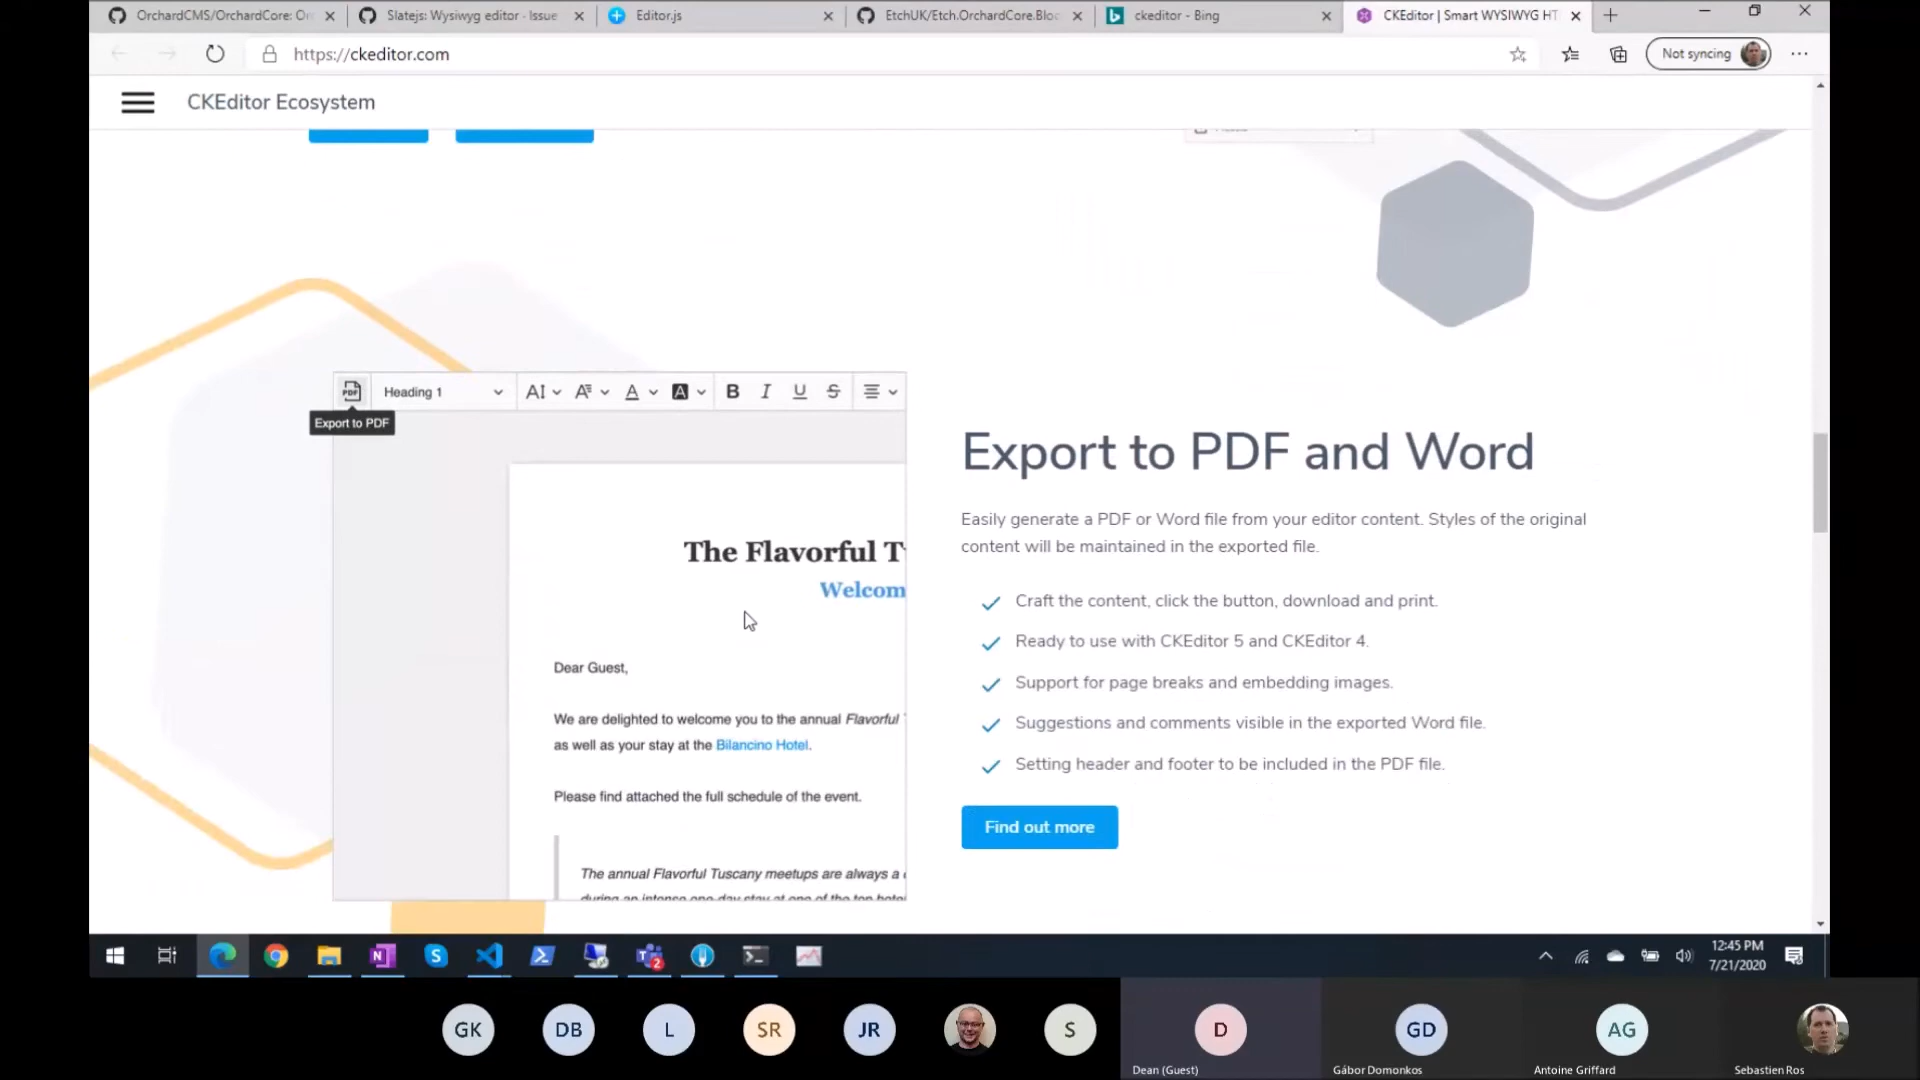 OrchardCMS/OrchardCore: Or
Slatejs: Wysiwyg editor · Issue
Editor.js
EtchUK/Etch.OrchardCore.Bloc
ckeditor - Bing
CKEditor | Smart WYSIWYG HT
https://ckeditor.com
Not syncing
CKEditor Ecosystem
PDF
Heading 1
Export to PDF
The Flavorful T
Welcom
Dear Guest,
We are delighted to welcome you to the annual Flavorful
as well as your stay at the Bilancino Hotel.
Please find attached the full schedule of the event.
The annual Flavorful Tuscany meetups are always a
during an intense one-day stay at one of the top hotel
Export to PDF and Word
Easily generate a PDF or Word file from your editor content. Styles of the original
content will be maintained in the exported file.
Craft the content, click the button, download and print.
Ready to use with CKEditor 5 and CKEditor 4.
Support for page breaks and embedding images.
Suggestions and comments visible in the exported Word file.
Setting header and footer to be included in the PDF file.
Find out more
12:45 PM
7/21/2020
GK
DB
L
SR
JR
S
D
GD
AG
Dean (Guest)
Gábor Domonkos
Antoine Griffard
Sebastien Ros